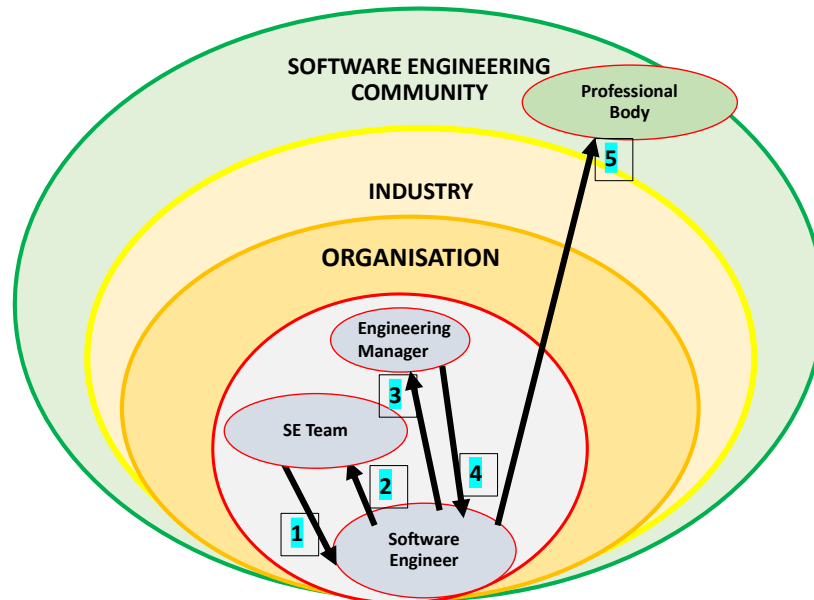 SOFTWARE ENGINEERING
COMMUNITY
Professional
Body
5
INDUSTRY
ORGANISATION
Engineering
Manager
3
SE Team
4
2
1
Software
Engineer